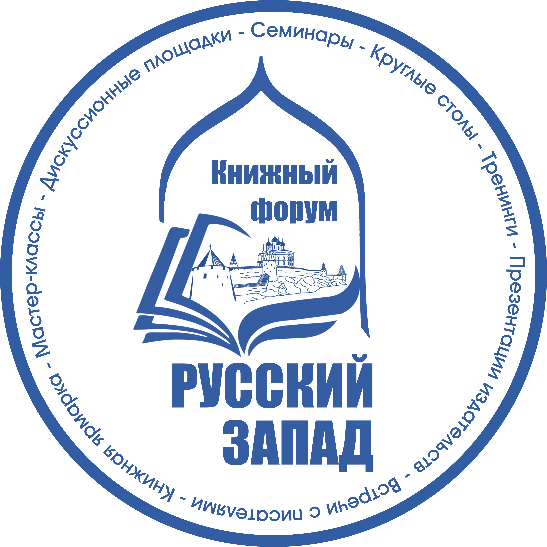 Книжная ярмарка - Мастер-классы - Дискуссионные площадки - Семинары - Круглые столы - Тренинги - Презентации издательств - Встречи с писателями -
Книжный
форум
РУССКИЙ
ЗАПАД